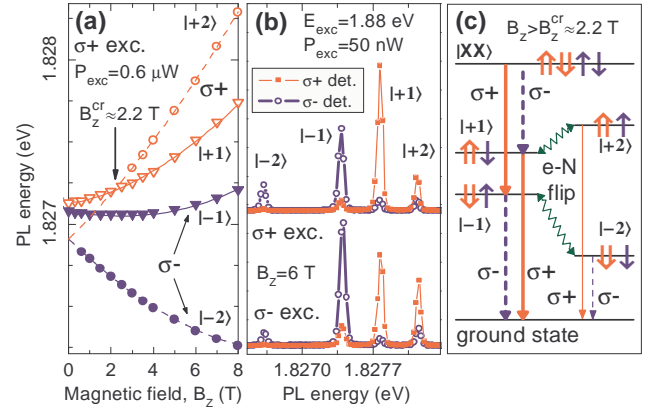 (a)
|+2⟩
σ+ exc.
P_exc=0.6 μW
σ+
B_z^cr≈2.2 T
|+1⟩
|−1⟩
σ−
|−2⟩
1.828
1.827
PL energy (eV)
0 2 4 6 8
Magnetic field, B_z (T)
(b)
E_exc=1.88 eV
P_exc=50 nW
σ+ det.
σ− det.
|+1⟩
|−1⟩
|−2⟩
|+2⟩
σ+ exc.
B_z=6 T
σ− exc.
1.8270 1.8277
PL energy (eV)
(c)
B_z>B_z^cr≈2.2 T
|XX⟩
σ+
σ−
|+1⟩
|+2⟩
e-N
flip
|−1⟩
|−2⟩
σ−
σ+
σ+
σ−
ground state